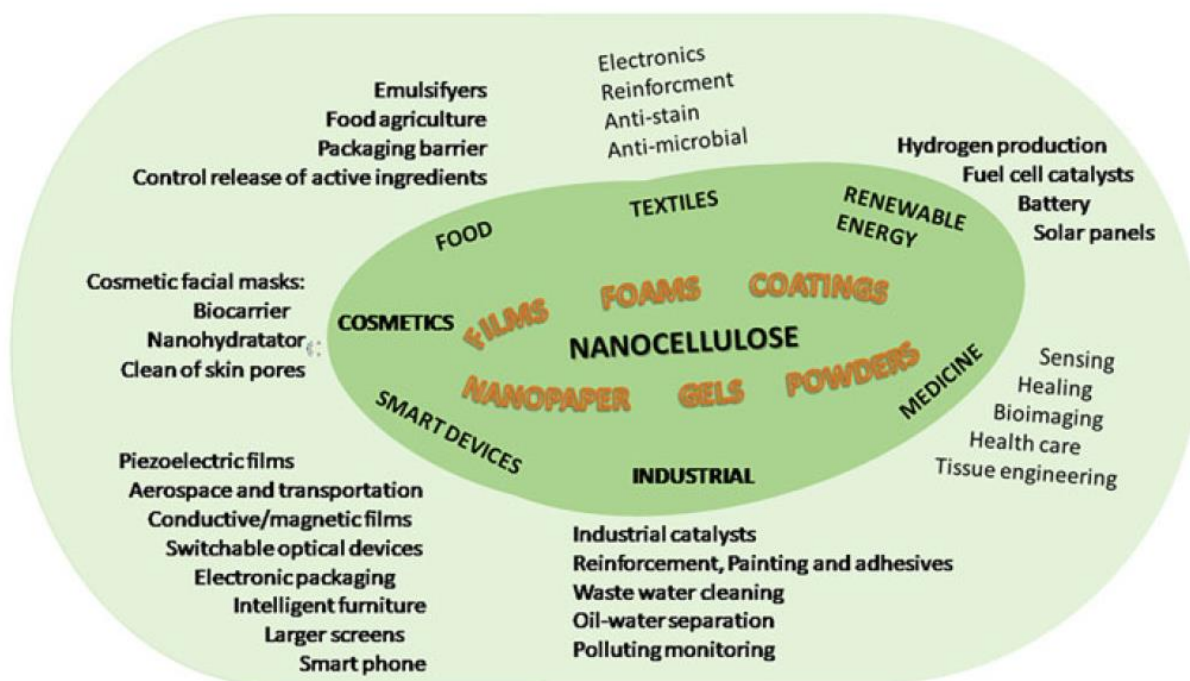 Electronics
Reinforcment
Anti-stain
Anti-microbial
Emulsifyers
Food agriculture
Packaging barrier
Control release of active ingredients
Hydrogen production
Fuel cell catalysts
Battery
Solar panels
FOOD
TEXTILES
RENEWABLE
ENERGY
Cosmetic facial masks:
Biocarrier
Nanohydratator
Clean of skin pores
COSMETICS
FILMS
FOAMS
COATINGS
NANOCELLULOSE
NANOPAPER
GELS
POWDERS
SMART DEVICES
INDUSTRIAL
MEDICINE
Sensing
Healing
Bioimaging
Health care
Tissue engineering
Piezoelectric films
Aerospace and transportation
Conductive/magnetic films
Switchable optical devices
Electronic packaging
Intelligent furniture
Larger screens
Smart phone
Industrial catalysts
Reinforcement, Painting and adhesives
Waste water cleaning
Oil-water separation
Polluting monitoring